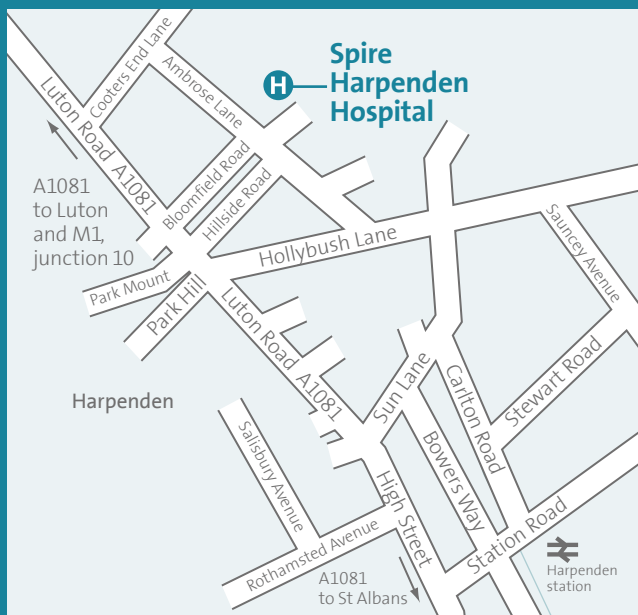 Cooters End Lane
Ambrose Lane
H
Spire
Harpenden
Hospital
Luton Road A1081
A1081
to Luton
and M1,
junction 10
Bloomfield Road
Hillside Road
Hollybush Lane
Sauncey Avenue
Park Mount
Park Hill
Luton Road A1081
Harpenden
Sun Lane
Carlton Road
Stewart Road
Salisbury Avenue
Bowers Way
High Street
Station Road
Rothamsted Avenue
A1081
to St Albans
Harpenden
station